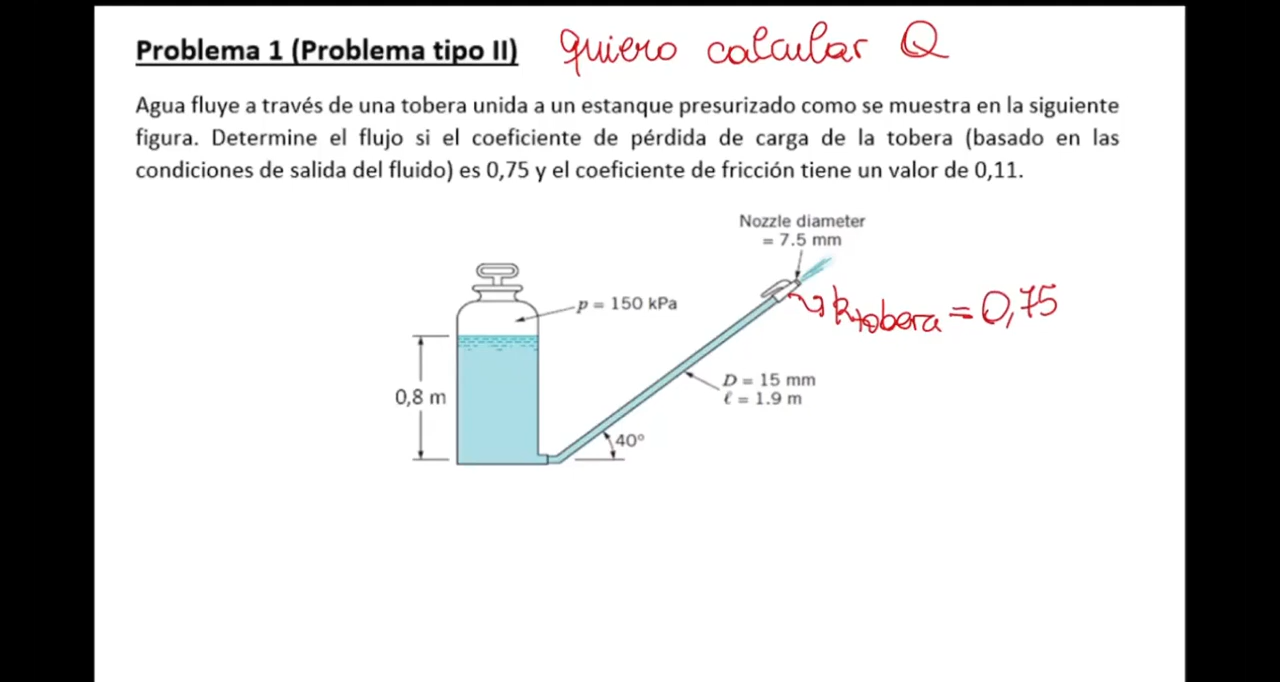 Problema 1 (Problema tipo II) quiero calcular Q
Agua fluye a través de una tobera unida a un estanque presurizado como se muestra en la siguiente
figura. Determine el flujo si el coeficiente de pérdida de carga de la tobera (basado en las
condiciones de salida del fluido) es 0,75 y el coeficiente de fricción tiene un valor de 0,11.
Nozzle diameter
= 7.5 mm
p = 150 kPa
k tobera = 0,75
D = 15 mm
0,8 m
ℓ = 1.9 m
40°